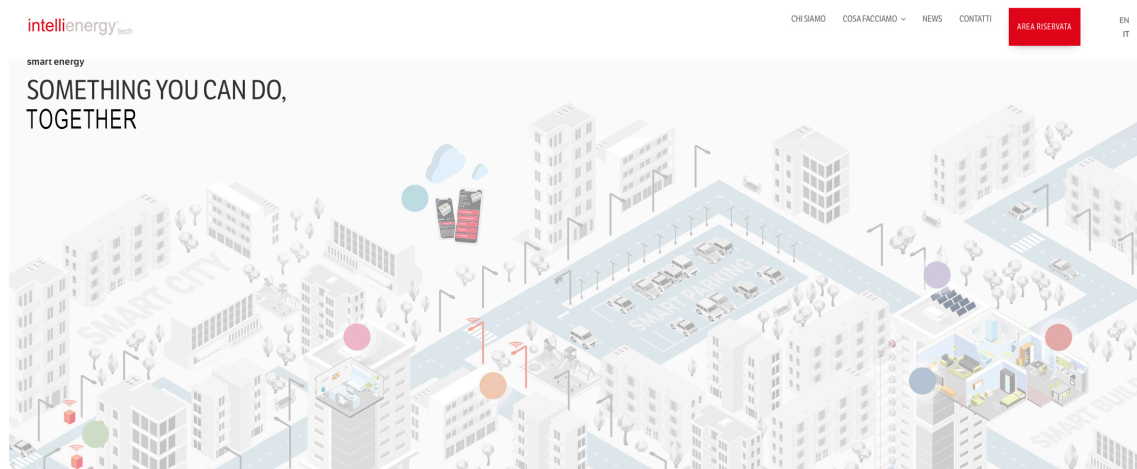 intellienergy tech
CHI SIAMO COSA FACCIAMO NEWS CONTATTI AREA RISERVATA EN
IT
smart energy
SOMETHING YOU CAN DO,
TOGETHER
SMART CITY
SMART PARKING